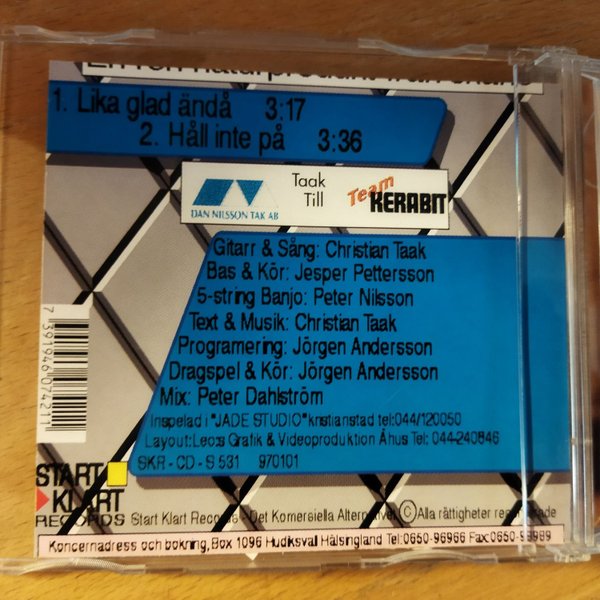 1. Lika glad ändå 3:17
2. Håll inte på 3:36
DAN NILSSON TAK AB
Taak
Till
Team
KERABIT
Gitarr & Sång: Christian Taak
Bas & Kör: Jesper Pettersson
5-string Banjo: Peter Nilsson
Text & Musik: Christian Taak
Programering: Jörgen Andersson
Dragspel & Kör: Jörgen Andersson
Mix: Peter Dahlström
Inspelad i "JADE STUDIO" kristianstad tel:044/120050
Layout:Leo:s Grafik & Videoproduktion Åhus Tel: 044-240846
SKR - CD - S 531 970101
7391946074211
START
KLART
RECORDS
Start Klart Records - Det Komersiella Alternativet © Alla rättigheter
Koncernadress och bokning, Box 1096 Hudiksvall Hälsingland Tel:0650-96966 Fax:0650-99989